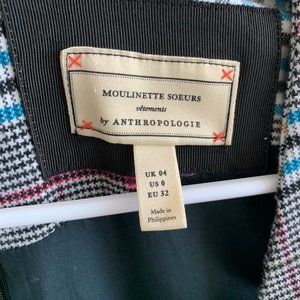 MOULINETTE SOEURS
vêtements
by ANTHROPOLOGIE
UK 04
US 0
EU 32
Made in
Philippines